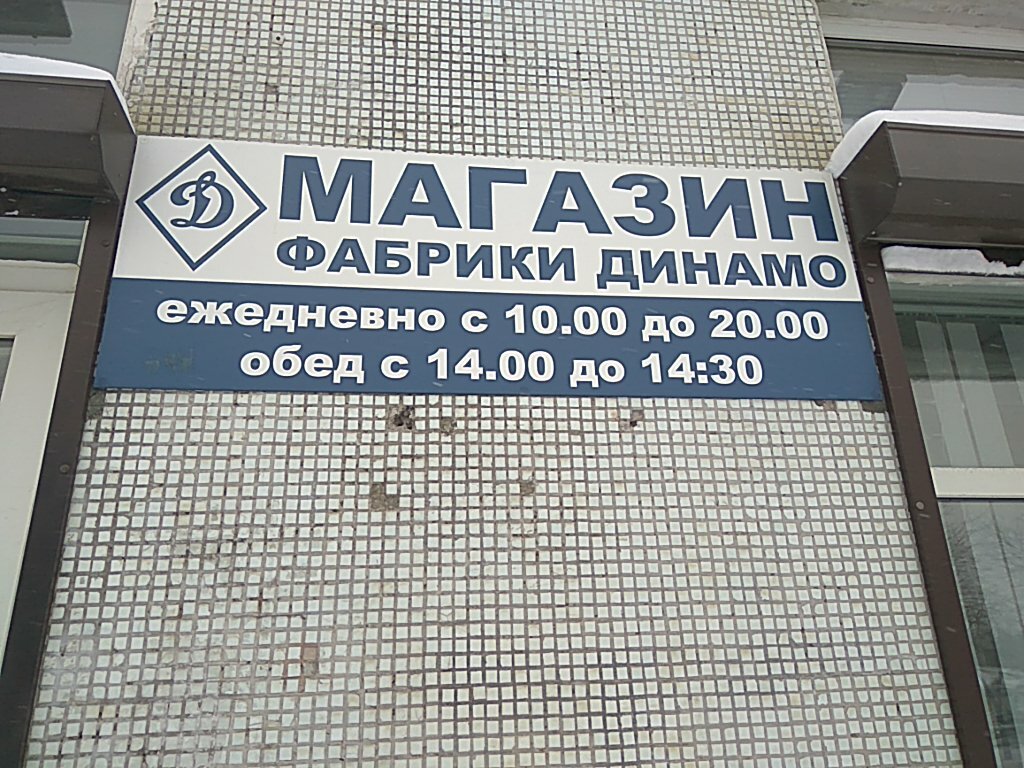 Д
МАГАЗИН
ФАБРИКИ ДИНАМО
ежедневно с 10.00 до 20.00
обед с 14.00 до 14:30